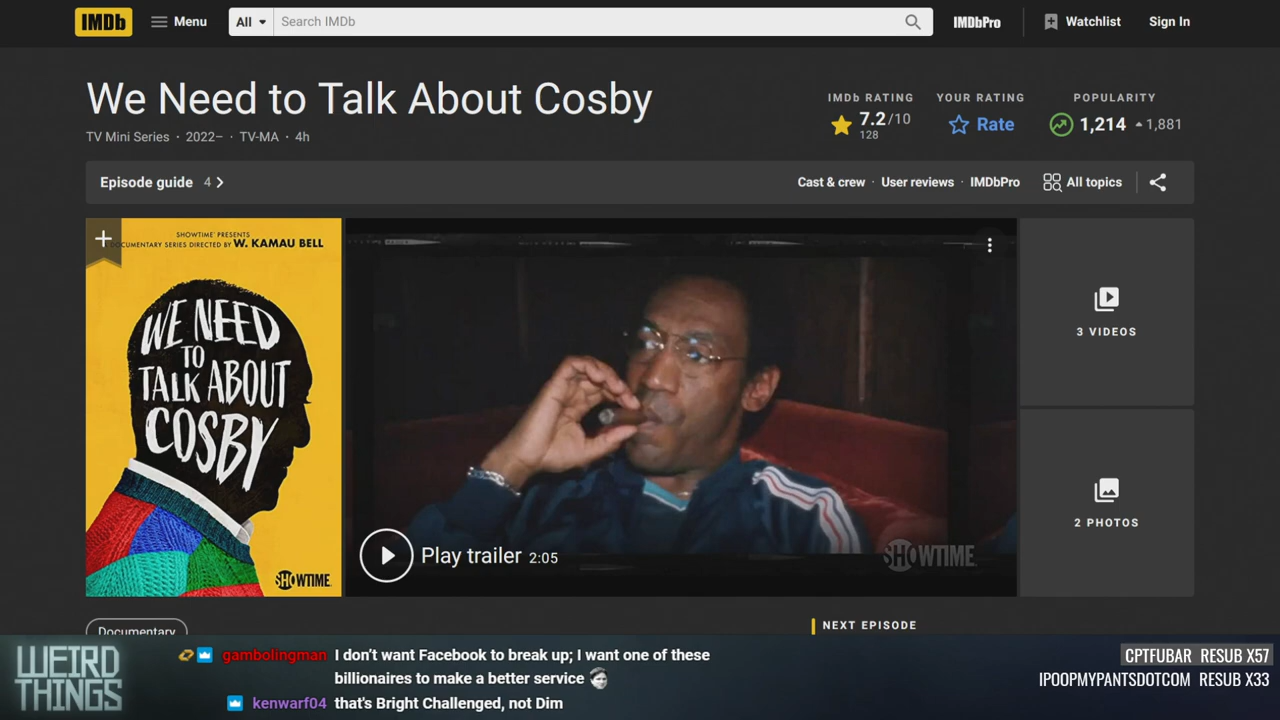 IMDb
Menu
All
Search IMDb
IMDbPro
Watchlist
Sign In
We Need to Talk About Cosby
TV Mini Series · 2022– · TV-MA · 4h
IMDb RATING
7.2/10
128
YOUR RATING
Rate
POPULARITY
1,214
1,881
Episode guide 4
Cast & crew · User reviews · IMDbPro
All topics
SHOWTIME PRESENTS
DOCUMENTARY SERIES DIRECTED BY W. KAMAU BELL
WE NEED
TO
TALK ABOUT
COSBY
SHOWTIME
Play trailer 2:05
SHOWTIME
3 VIDEOS
2 PHOTOS
Documentary
NEXT EPISODE
WEIRD
THINGS
gambolingman I don't want Facebook to break up; I want one of these
billionaires to make a better service
kenwarf04 that's Bright Challenged, not Dim
CPTFUBAR RESUB X57
IPOOPMYPANTSDOTCOM RESUB X33